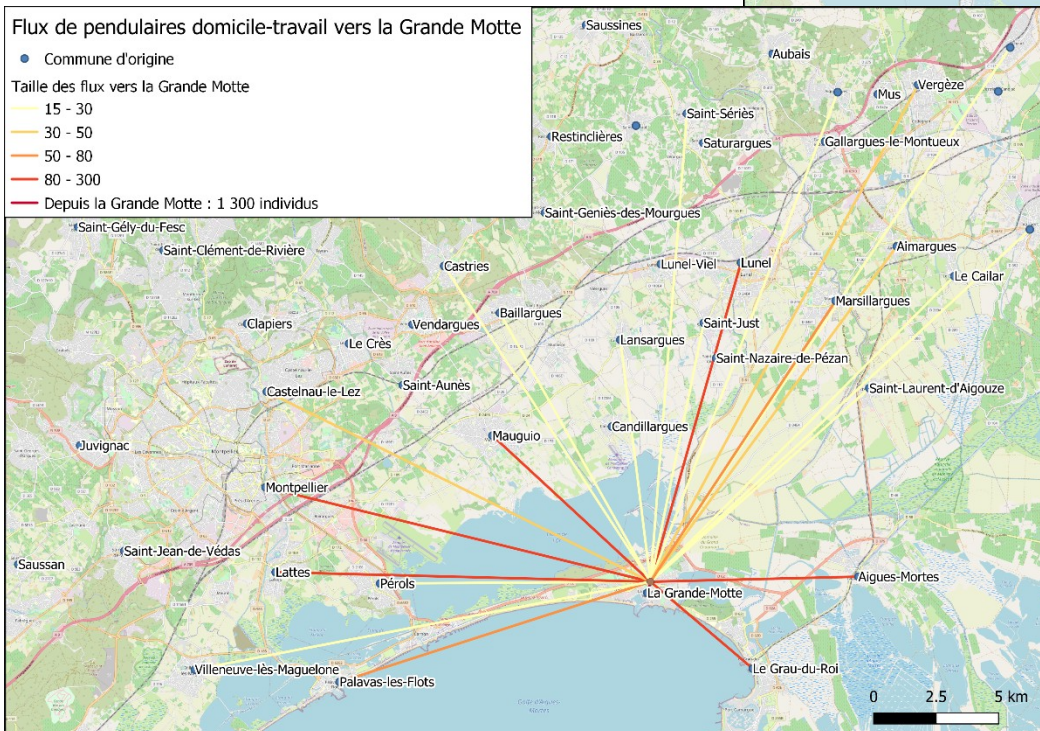 Flux de pendulaires domicile-travail vers la Grande Motte
Commune d'origine
Taille des flux vers la Grande Motte
15 - 30
30 - 50
50 - 80
80 - 300
Depuis la Grande Motte : 1 300 individus
Saussines
Aubais
Mus
Vergèze
Saint-Sériès
Restinclières
Saturargues
Gallargues-le-Montueux
Saint-Geniès-des-Mourgues
Saint-Gély-du-Fesc
Saint-Clément-de-Rivière
Castries
Lunel-Viel
Lunel
Aimargues
Le Cailar
Clapiers
Vendargues
Baillargues
Marsillargues
Le Crès
Lansargues
Saint-Just
Saint-Nazaire-de-Pézan
Castelnau-le-Lez
Saint-Aunès
Saint-Laurent-d'Aigouze
Juvignac
Mauguio
Candillargues
Montpellier
Saint-Jean-de-Védas
Saussan
Lattes
Pérols
La Grande-Motte
Aigues-Mortes
Villeneuve-lès-Maguelone
Palavas-les-Flots
Le Grau-du-Roi
0 2.5 5 km